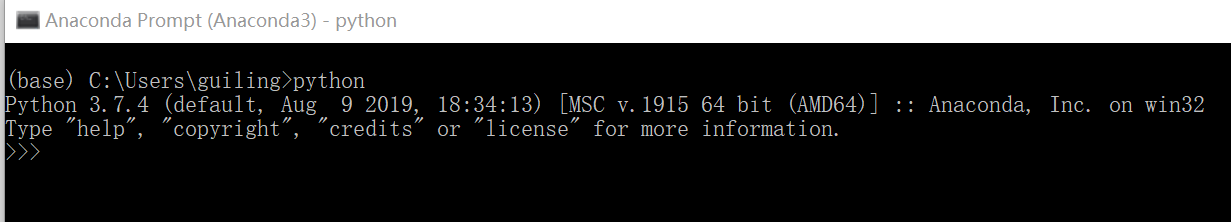 Anaconda Prompt (Anaconda3) - python
(base) C:\Users\guiling>python
Python 3.7.4 (default, Aug  9 2019, 18:34:13) [MSC v.1915 64 bit (AMD64)] :: Anaconda, Inc. on win32
Type "help", "copyright", "credits" or "license" for more information.
>>>